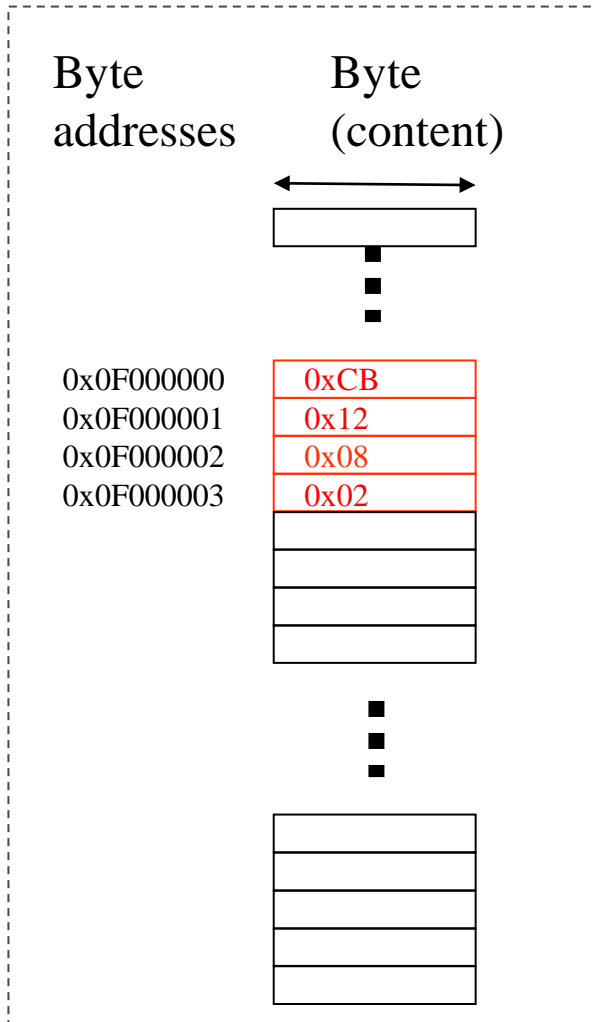 Byte addresses
Byte (content)
0x0F000000 0xCB
0x0F000001 0x12
0x0F000002 0x08
0x0F000003 0x02